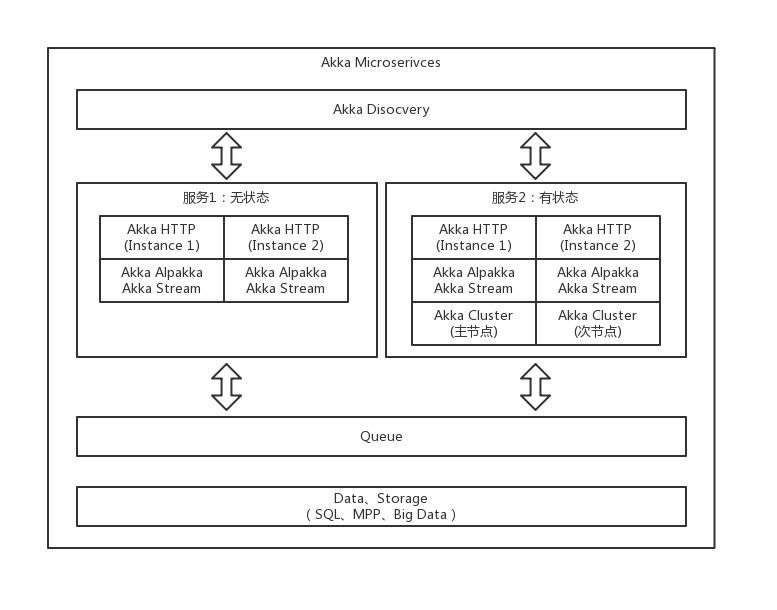 Akka Microserivces
Akka Disocvery
服务1：无状态
Akka HTTP
(Instance 1)
Akka HTTP
(Instance 2)
Akka Alpakka
Akka Stream
Akka Alpakka
Akka Stream
服务2：有状态
Akka HTTP
(Instance 1)
Akka HTTP
(Instance 2)
Akka Alpakka
Akka Stream
Akka Alpakka
Akka Stream
Akka Cluster
(主节点)
Akka Cluster
(次节点)
Queue
Data、Storage
（ SQL、MPP、Big Data ）